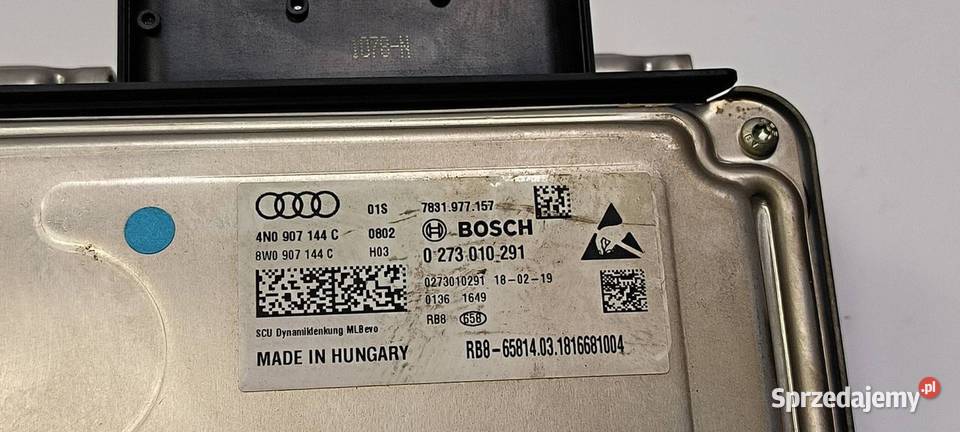 1078-H
01S 7831.977.157
4N0 907 144 C 0802 BOSCH
8W0 907 144 C H03 0 273 010 291
0273010291 18-02-19
0136 1649
RB8 658
SCU Dynamiklenkung MLBevo
MADE IN HUNGARY RB8-65814.03.1816681004
Sprzedajemy.pl